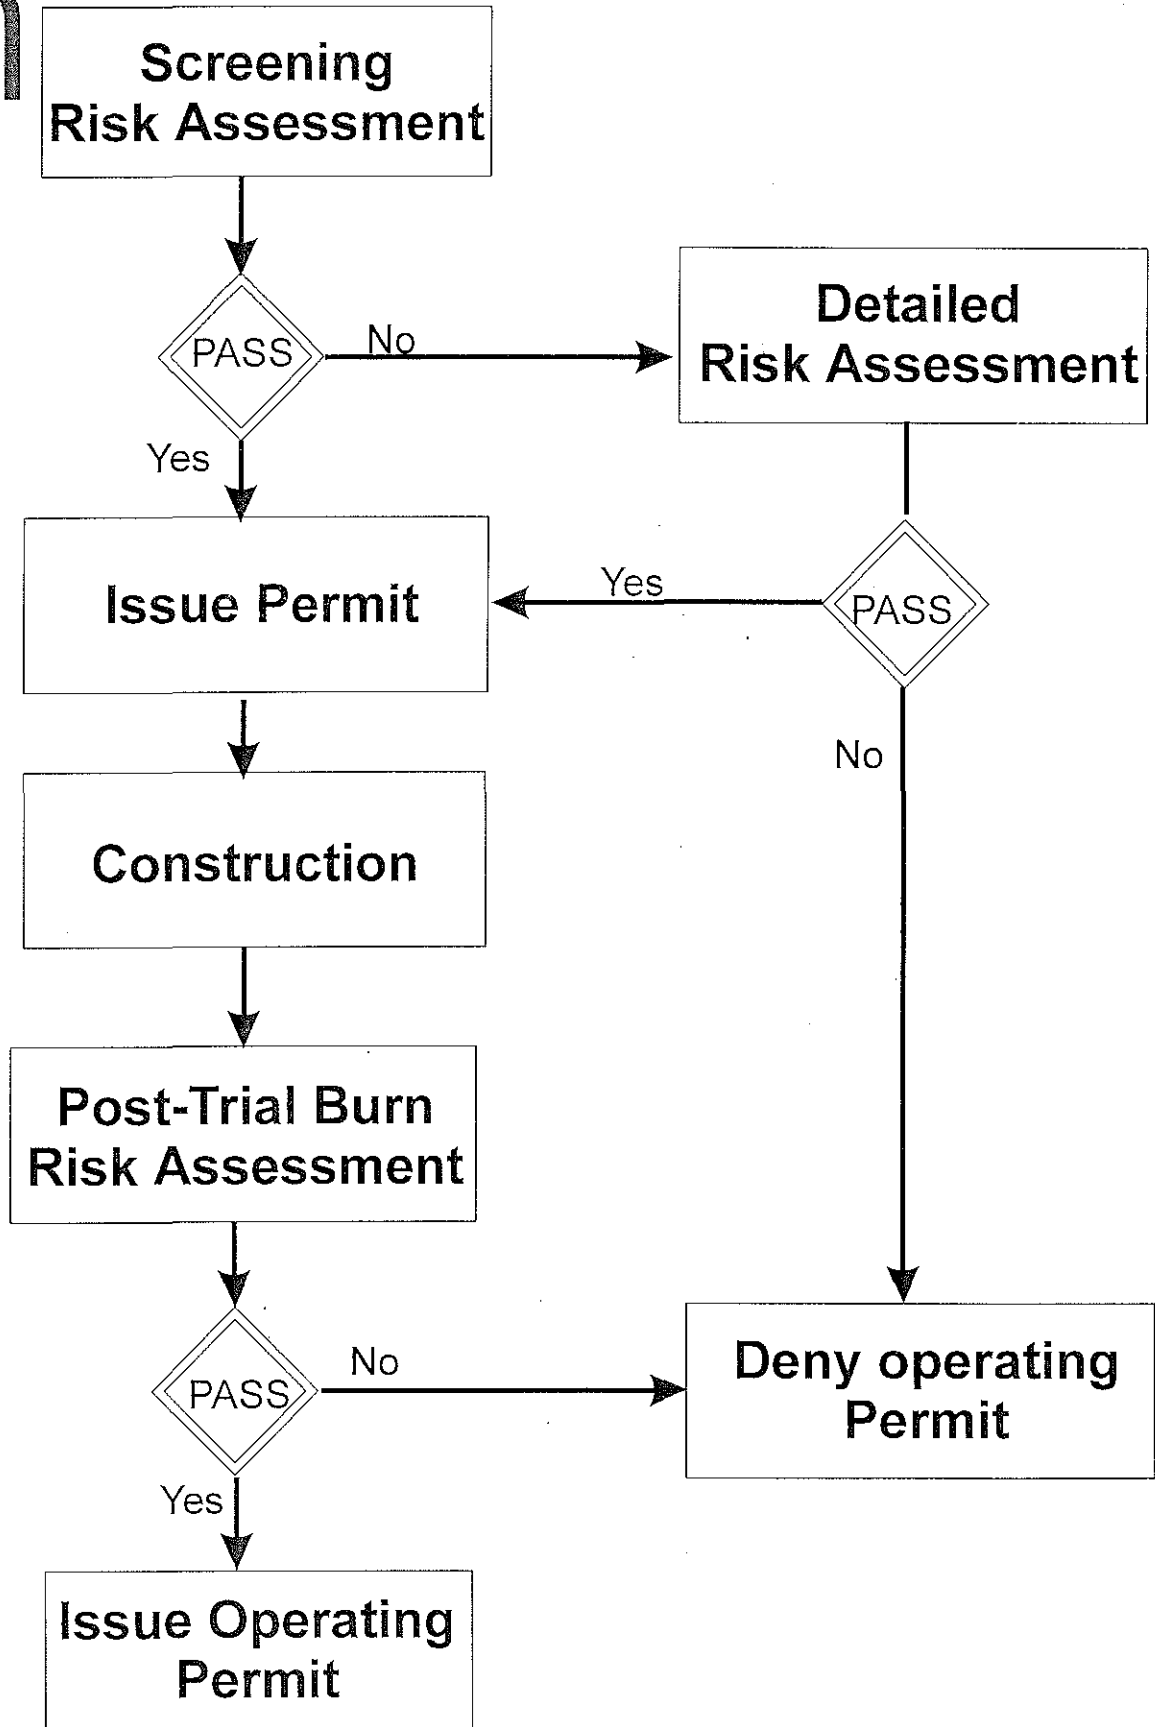 Screening
Risk Assessment
PASS
No
Detailed
Risk Assessment
Yes
Issue Permit
Yes
PASS
No
Construction
Post-Trial Burn
Risk Assessment
PASS
No
Deny operating
Permit
Yes
Issue Operating
Permit